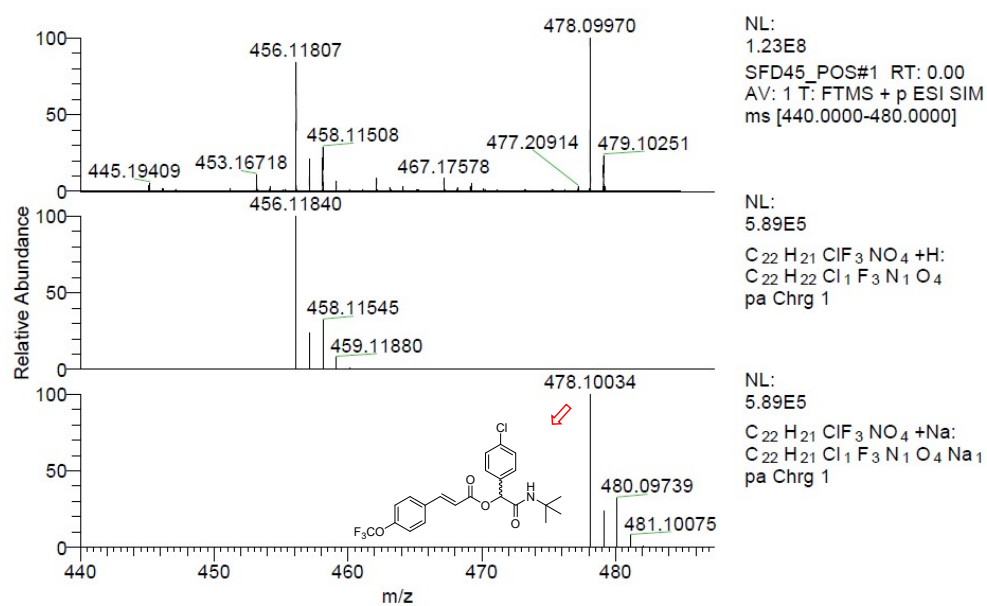 NL:
1.23E8
SFD45_POS#1 RT: 0.00
AV: 1 T: FTMS + p ESI SIM
ms [440.0000-480.0000]
478.09970
456.11807
458.11508
477.20914
479.10251
445.19409
453.16718
467.17578
100
50
0
NL:
5.89E5
C22 H21 ClF3 NO4 +H:
C22 H22 Cl1 F3 N1 O4
pa Chrg 1
456.11840
458.11545
459.11880
100
50
0
Relative Abundance
NL:
5.89E5
C22 H21 ClF3 NO4 +Na:
C22 H21 Cl1 F3 N1 O4 Na1
pa Chrg 1
478.10034
480.09739
481.10075
100
50
0
Cl
O
O
H
N
O
F3CO
440 450 460 470 480
m/z